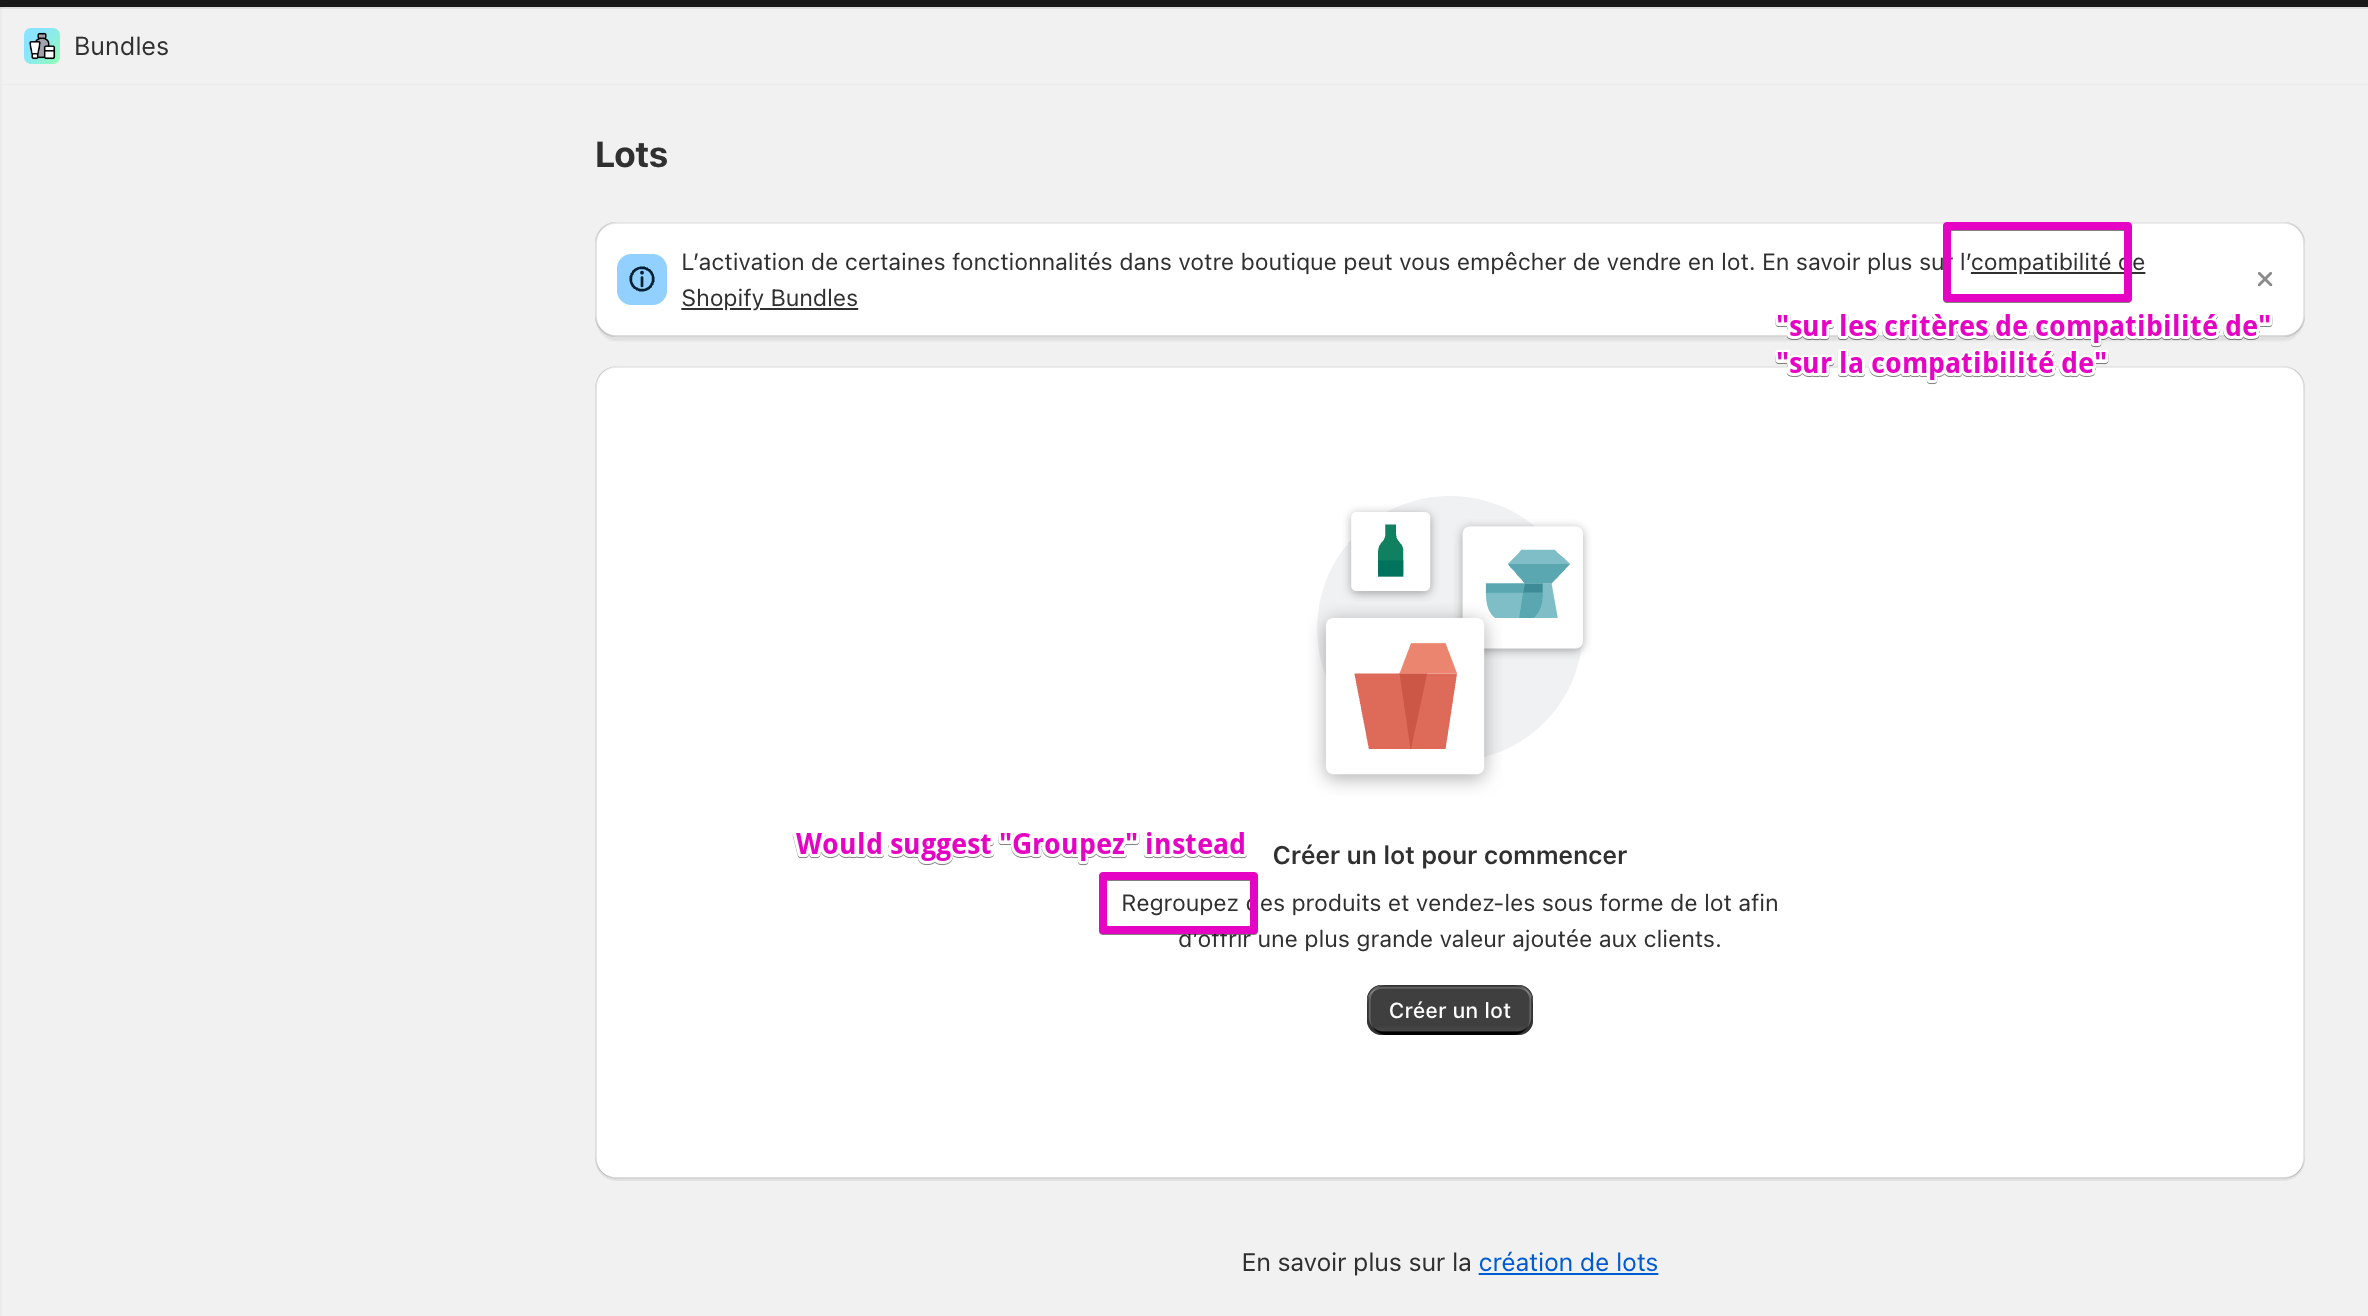 Bundles
Lots
L’activation de certaines fonctionnalités dans votre boutique peut vous empêcher de vendre en lot. En savoir plus sur l’compatibilité de
Shopify Bundles
"sur les critères de compatibilité de"
"sur la compatibilité de"
Would suggest "Groupez" instead
Créer un lot pour commencer
Regroupez des produits et vendez-les sous forme de lot afin
d’offrir une plus grande valeur ajoutée aux clients.
Créer un lot
En savoir plus sur la création de lots